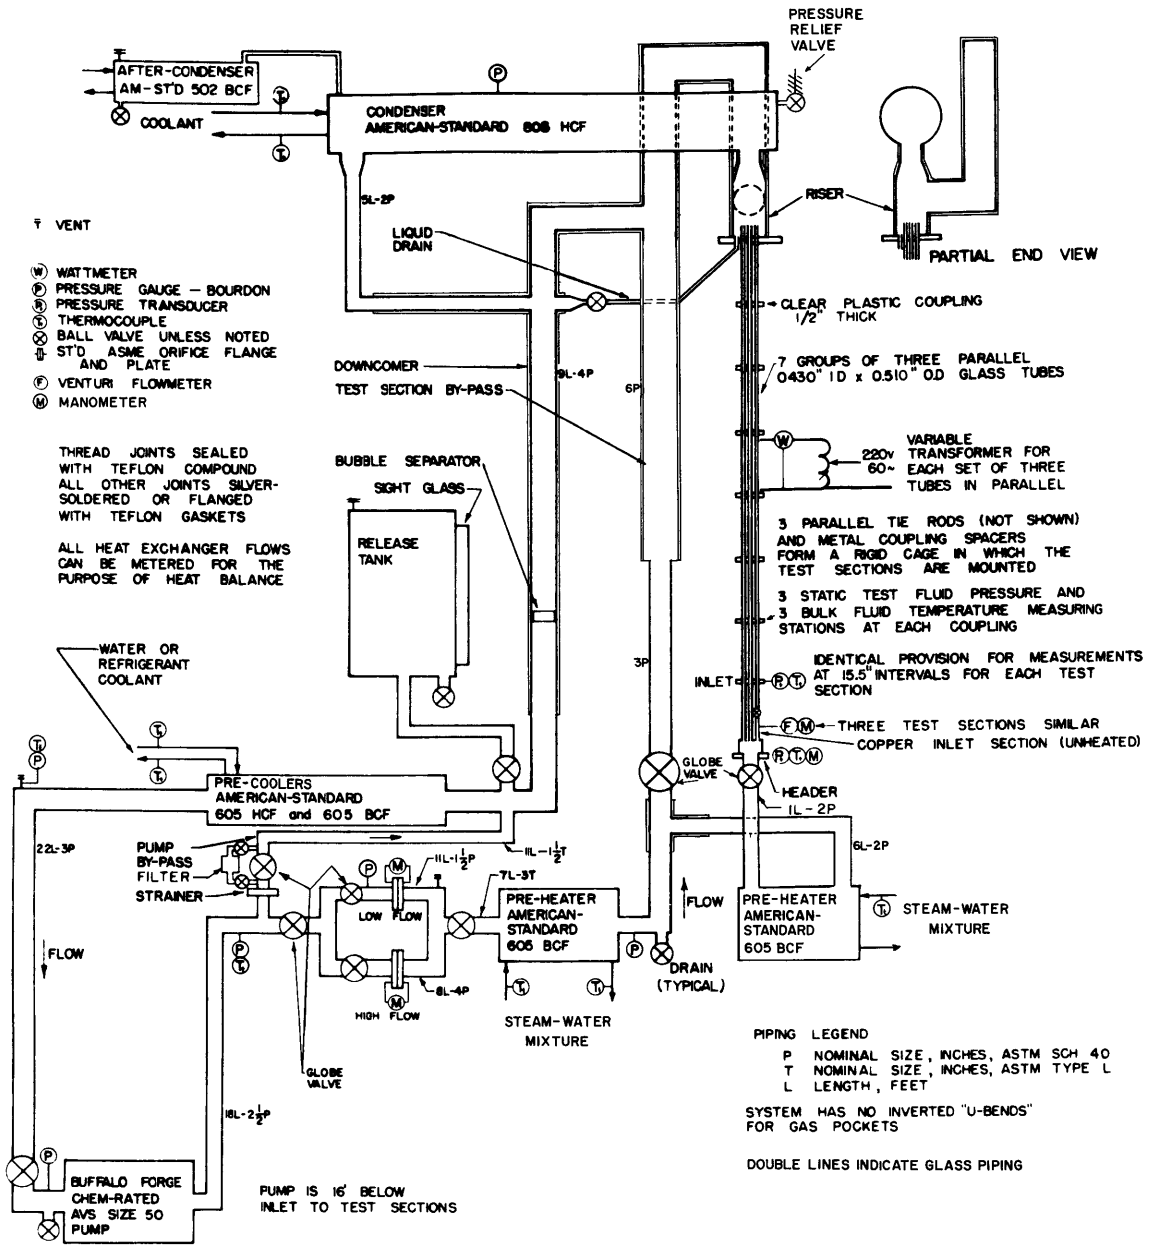 PRESSURE
RELIEF
VALVE
AFTER-CONDENSER
AM-ST'D 502 BCF
COOLANT
P
CONDENSER
AMERICAN-STANDARD 606 HCF
5L-2P
RISER
PARTIAL END VIEW
LIQUID
DRAIN
VENT
W WATTMETER
P PRESSURE GAUGE — BOURDON
PRESSURE TRANSDUCER
THERMOCOUPLE
BALL VALVE UNLESS NOTED
ST'D ASME ORIFICE FLANGE
AND PLATE
F VENTURI FLOWMETER
M MANOMETER
CLEAR PLASTIC COUPLING
1/2" THICK
DOWNCOMER
TEST SECTION BY-PASS
9L-4P
6P
7 GROUPS OF THREE PARALLEL
0430" I D x 0.510" O.D GLASS TUBES
THREAD JOINTS SEALED
WITH TEFLON COMPOUND
ALL OTHER JOINTS SILVER-
SOLDERED OR FLANGED
WITH TEFLON GASKETS
BUBBLE SEPARATOR
SIGHT GLASS
W
220v
60~
VARIABLE
TRANSFORMER FOR
EACH SET OF THREE
TUBES IN PARALLEL
RELEASE
TANK
ALL HEAT EXCHANGER FLOWS
CAN BE METERED FOR THE
PURPOSE OF HEAT BALANCE
3 PARALLEL TIE RODS (NOT SHOWN)
AND METAL COUPLING SPACERS
FORM A RIGID CAGE IN WHICH THE
TEST SECTIONS ARE MOUNTED
3 STATIC TEST FLUID PRESSURE AND
3 BULK FLUID TEMPERATURE MEASURING
STATIONS AT EACH COUPLING
WATER OR
REFRIGERANT
COOLANT
3P
INLET
IDENTICAL PROVISION FOR MEASUREMENTS
AT 15.5" INTERVALS FOR EACH TEST
SECTION
F M THREE TEST SECTIONS SIMILAR
COPPER INLET SECTION (UNHEATED)
P
M
GLOBE
VALVE
HEADER
1L-2P
PRE-COOLERS
AMERICAN-STANDARD
605 HCF and 605 BCF
22L-3P
PUMP
BY-PASS
FILTER
STRAINER
11L-1 1/2P
11L-1 1/2T
6L-2P
P
M
7L-3T
LOW FLOW
PRE-HEATER
AMERICAN-
STANDARD
605 BCF
FLOW
PRE-HEATER
AMERICAN-
STANDARD
605 BCF
STEAM-WATER
MIXTURE
FLOW
P
P
DRAIN
(TYPICAL)
8L-4P
M
HIGH FLOW
STEAM-WATER
MIXTURE
GLOBE
VALVE
18L-2 1/2P
PIPING LEGEND
P NOMINAL SIZE, INCHES, ASTM SCH 40
T NOMINAL SIZE, INCHES, ASTM TYPE L
L LENGTH, FEET
SYSTEM HAS NO INVERTED "U-BENDS"
FOR GAS POCKETS
DOUBLE LINES INDICATE GLASS PIPING
P
BUFFALO FORGE
CHEM-RATED
AVS SIZE 50
PUMP
PUMP IS 16' BELOW
INLET TO TEST SECTIONS